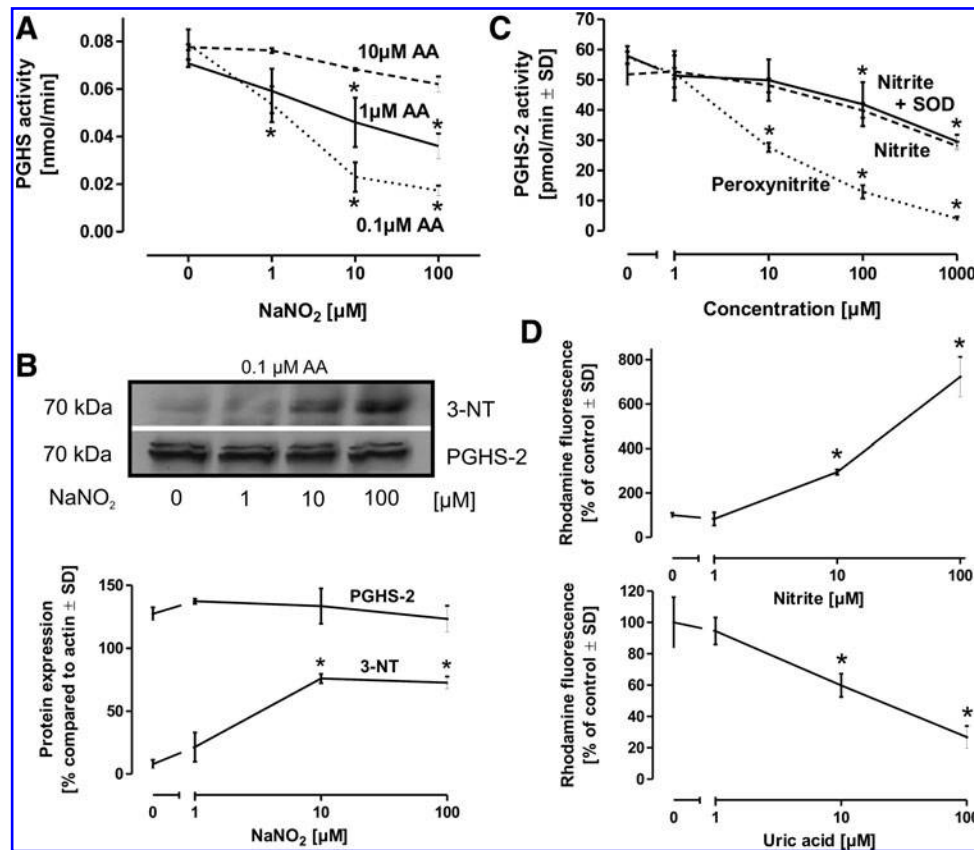 A
PGHS activity
[nmol/min]
0.08
0.06
0.04
0.02
0.00
10µM AA
1µM AA
0.1µM AA
*
*
*
*
*
0 1 10 100
NaNO2 [µM]
C
PGHS-2 activity
[pmol/min ± SD]
70
60
50
40
30
20
10
0
Nitrite
+ SOD
Nitrite
Peroxynitrite
*
*
*
*
*
0 1 10 100 1000
Concentration [µM]
B
0.1 µM AA
70 kDa 3-NT
70 kDa PGHS-2
NaNO2 0 1 10 100 [µM]
Protein expression
[% compared to actin ± SD]
150
100
50
0
PGHS-2
3-NT
*
*
0 1 10 100
NaNO2 [µM]
D
Rhodamine fluorescence
[% of control ± SD]
800
600
400
200
0
*
*
0 1 10 100
Nitrite [µM]
Rhodamine fluorescence
[% of control ± SD]
120
100
80
60
40
20
0
*
*
0 1 10 100
Uric acid [µM]